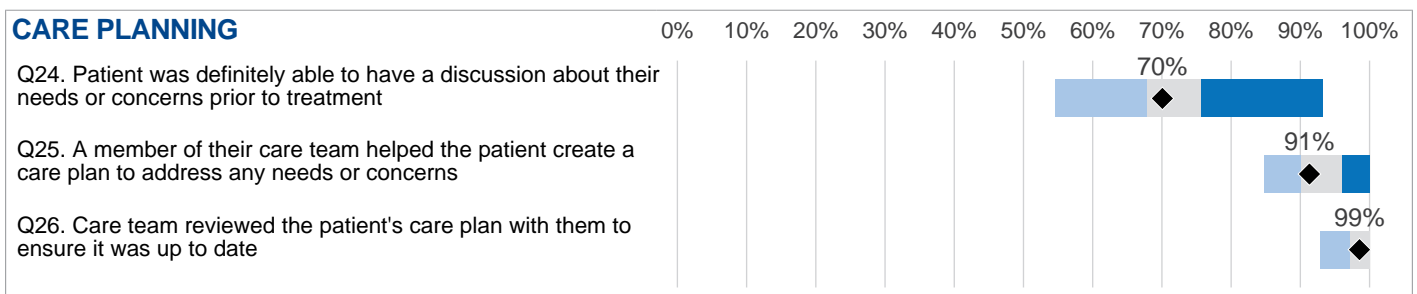 CARE PLANNING 0% 10% 20% 30% 40% 50% 60% 70% 80% 90% 100%
Q24. Patient was definitely able to have a discussion about their
needs or concerns prior to treatment
70%
Q25. A member of their care team helped the patient create a
care plan to address any needs or concerns
91%
Q26. Care team reviewed the patient's care plan with them to
ensure it was up to date
99%